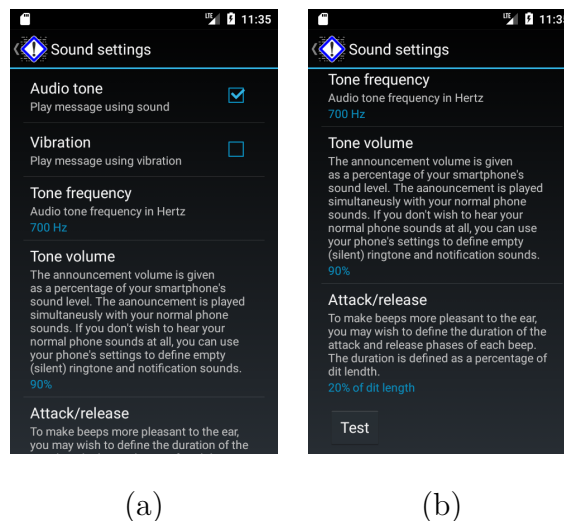 LTE 11:35
Sound settings
Audio tone
Play message using sound
Vibration
Play message using vibration
Tone frequency
Audio tone frequency in Hertz
700 Hz
Tone volume
The announcement volume is given
as a percentage of your smartphone's
sound level. The aanouncement is played
simultaneusly with your normal phone
sounds. If you don't wish to hear your
normal phone sounds at all, you can use
your phone's settings to define empty
(silent) ringtone and notification sounds.
90%
Attack/release
To make beeps more pleasant to the ear,
you may wish to define the duration of the
(a)
LTE 11:35
Sound settings
Tone frequency
Audio tone frequency in Hertz
700 Hz
Tone volume
The announcement volume is given
as a percentage of your smartphone's
sound level. The aanouncement is played
simultaneusly with your normal phone
sounds. If you don't wish to hear your
normal phone sounds at all, you can use
your phone's settings to define empty
(silent) ringtone and notification sounds.
90%
Attack/release
To make beeps more pleasant to the ear,
you may wish to define the duration of the
attack and release phases of each beep.
The duration is defined as a percentage of
dit lendth.
20% of dit length
Test
(b)